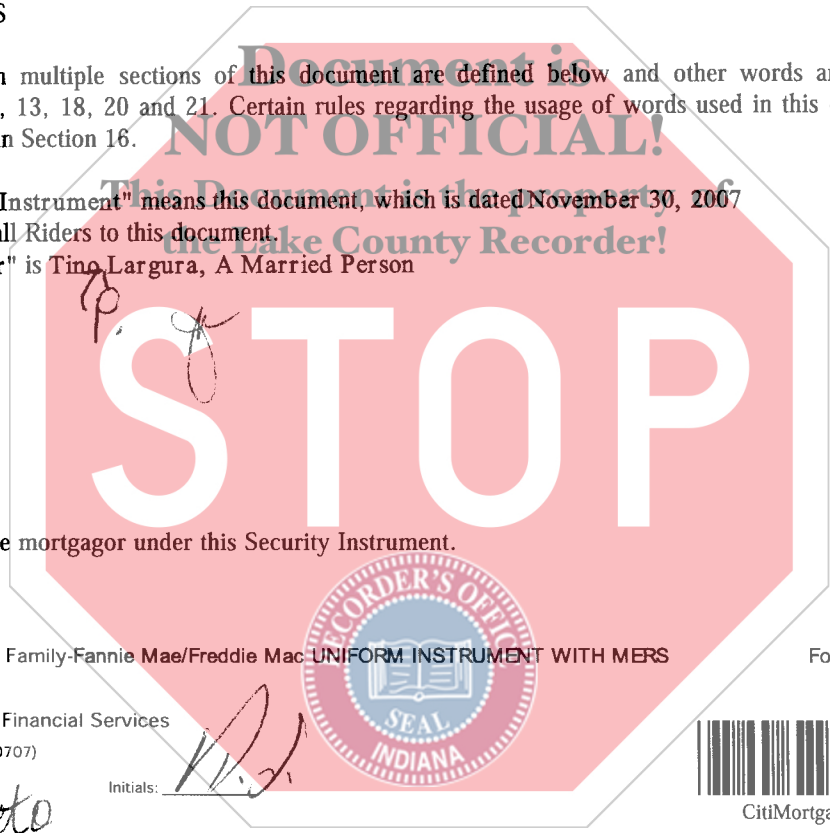 S
Document is
n multiple sections of this document are defined below and other words a
, 13, 18, 20 and 21. Certain rules regarding the usage of words used in this
n Section 16.
NOT OFFICIAL!
This Document is the property of
Instrument" means this document, which is dated November 30, 2007
ll Riders to this document.
the Lake County Recorder!
r" is Tino Largura, A Married Person
P.
STOP
e mortgagor under this Security Instrument.
RECORDER'S OFFICE
SEAL
INDIANA
Family-Fannie Mae/Freddie Mac UNIFORM INSTRUMENT WITH MERS
Fo
Financial Services
0707)
Initials:
CitiMortga